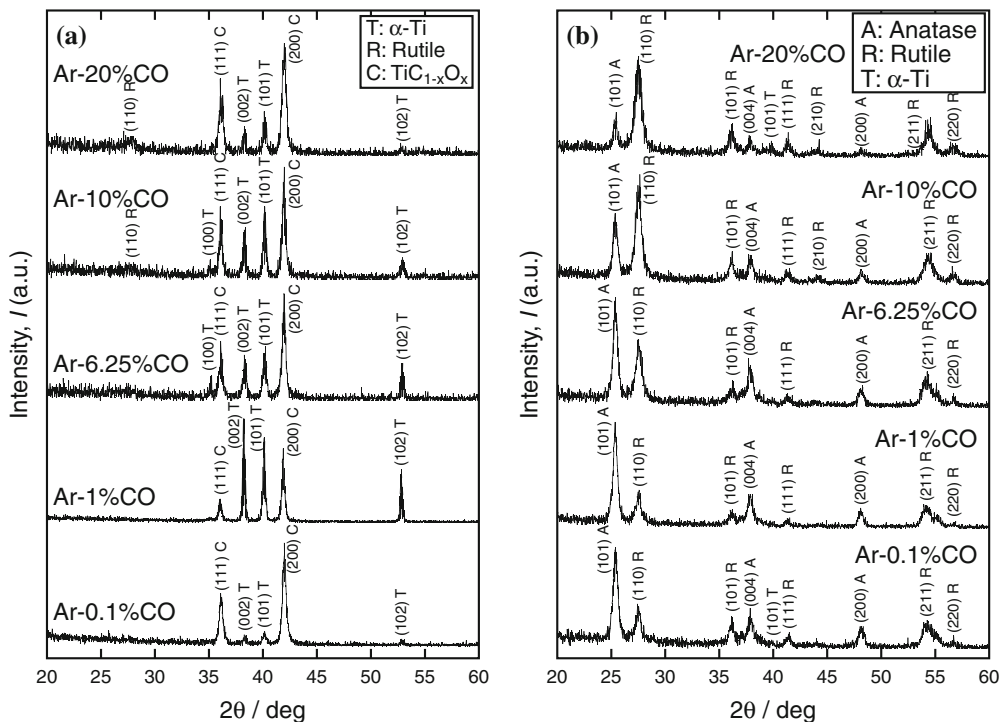 (a)
T: α-Ti
R: Rutile
C: TiC1-xOx
Ar-20%CO
(110) R
(111) C
(002) T
(101) T
(200) C
(102) T
Ar-10%CO
(110) R
(100) T
(111) C
(002) T
(101) T
(200) C
(102) T
Ar-6.25%CO
(100) T
(111) C
(002) T
(101) T
(200) C
(102) T
Ar-1%CO
(111) C
(002) T
(101) T
(200) C
(102) T
Ar-0.1%CO
(111) C
(002) T
(101) T
(200) C
(102) T
Intensity, I (a.u.)
20 25 30 35 40 45 50 55 60
2θ / deg
(b)
A: Anatase
R: Rutile
T: α-Ti
Ar-20%CO
(101) A
(110) R
(101) R
(004) A
(101) T
(111) R
(210) R
(200) A
(211) R
(220) R
Ar-10%CO
(101) A
(110) R
(101) R
(004) A
(111) R
(210) R
(200) A
(211) R
(220) R
Ar-6.25%CO
(101) A
(110) R
(101) R
(004) A
(111) R
(200) A
(211) R
(220) R
Ar-1%CO
(101) A
(110) R
(101) R
(004) A
(111) R
(200) A
(211) R
(220) R
Ar-0.1%CO
(101) A
(110) R
(101) R
(004) A
(101) T
(111) R
(200) A
(211) R
(220) R
Intensity, I (a.u.)
20 25 30 35 40 45 50 55 60
2θ / deg